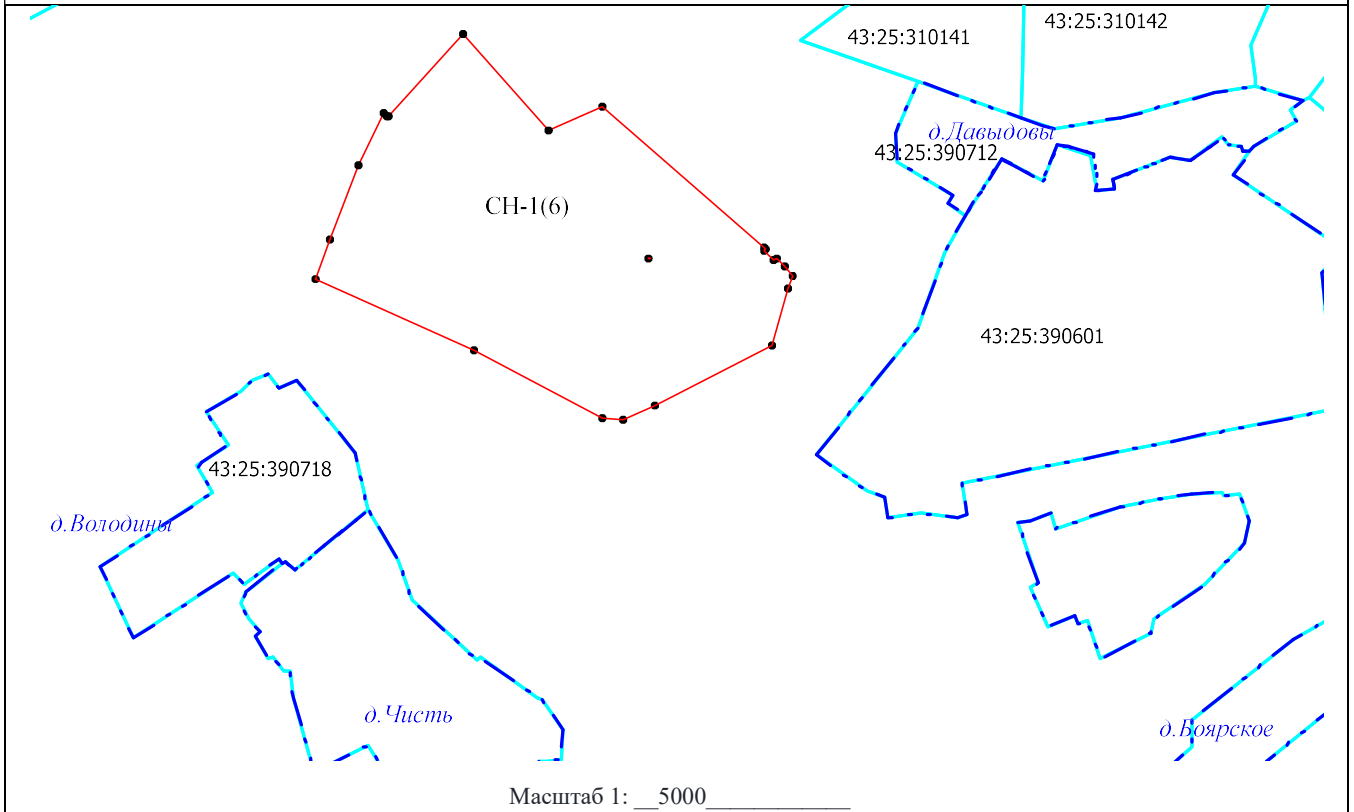 43:25:310142
43:25:310141
д.Давыдовы
43:25:390712
СН-1(6)
43:25:390601
43:25:390718
д.Володины
д.Чисть
д.Боярское
Масштаб 1: __5000____________